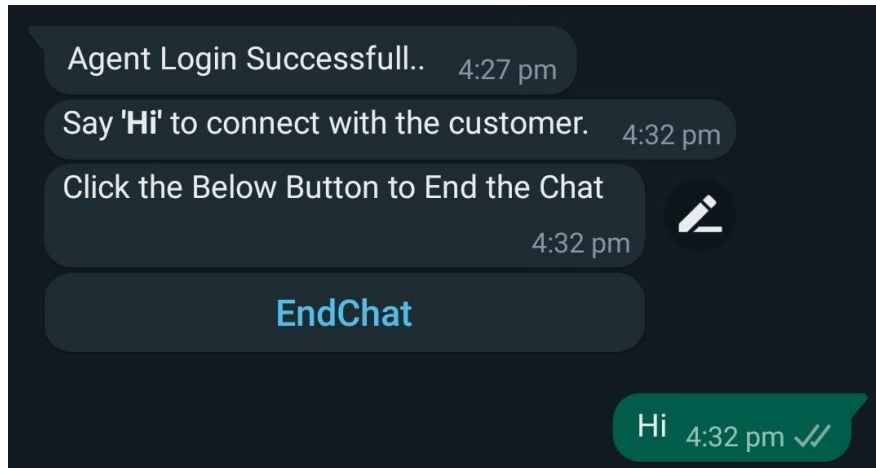 Agent Login Successfull.. 4:27 pm
Say 'Hi' to connect with the customer. 4:32 pm
Click the Below Button to End the Chat
4:32 pm
EndChat
Hi 4:32 pm